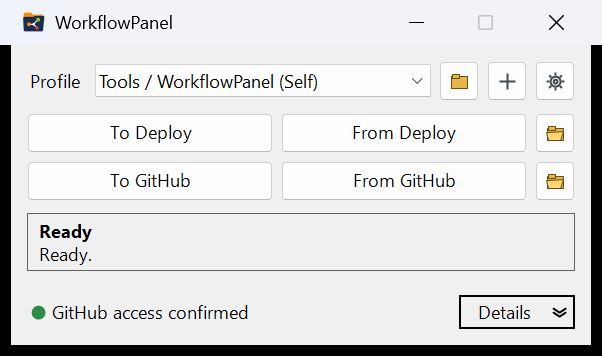 WorkflowPanel
Profile Tools / WorkflowPanel (Self)
To Deploy From Deploy
To GitHub From GitHub
Ready
Ready.
GitHub access confirmed Details